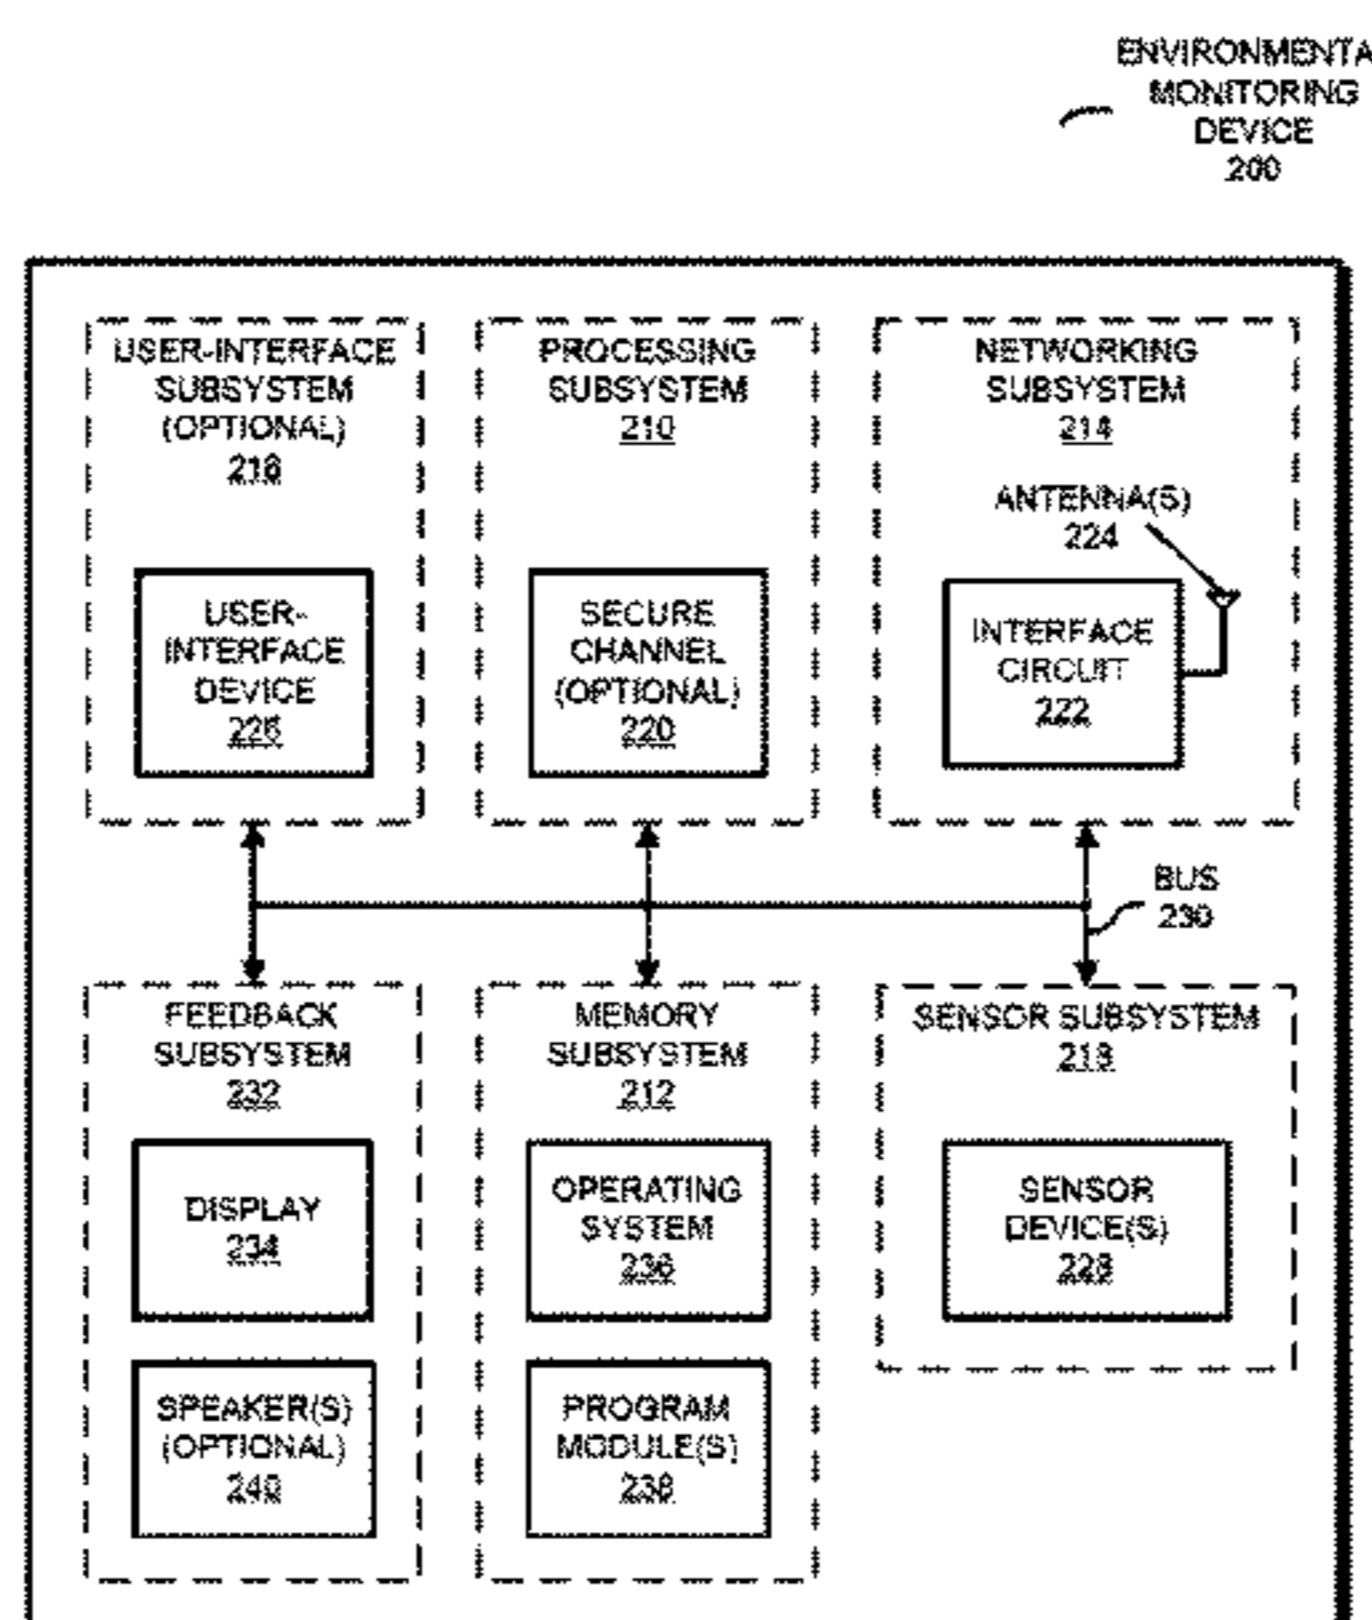 ENVIRONMENTA
MONITORING
DEVICE
200
USER-INTERFACE
SUBSYSTEM
(OPTIONAL)
216
USER-
INTERFACE
DEVICE
226
PROCESSING
SUBSYSTEM
210
SECURE
CHANNEL
(OPTIONAL)
220
NETWORKING
SUBSYSTEM
214
ANTENNA(S)
224
INTERFACE
CIRCUIT
222
BUS
230
FEEDBACK
SUBSYSTEM
232
DISPLAY
234
SPEAKER(S)
(OPTIONAL)
240
MEMORY
SUBSYSTEM
212
OPERATING
SYSTEM
236
PROGRAM
MODULE(S)
238
SENSOR SUBSYSTEM
218
SENSOR
DEVICE(S)
228